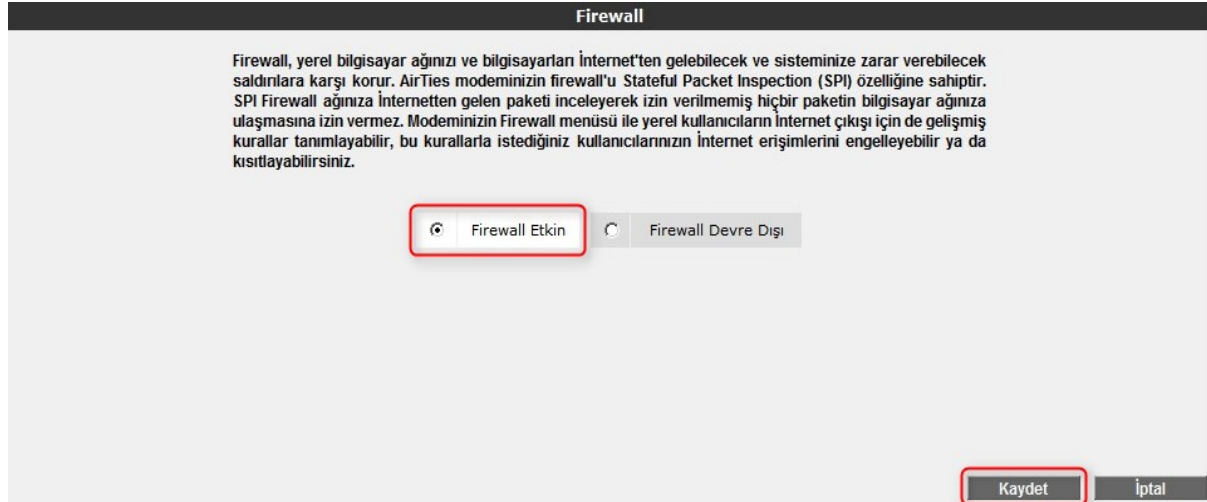 Firewall
Firewall, yerel bilgisayar ağınızı ve bilgisayarları İnternet'ten gelebilecek ve sisteminize zarar verebilecek
saldırılara karşı korur. AirTies modeminizin firewall'u Stateful Packet Inspection (SPI) özelliğine sahiptir.
SPI Firewall ağınıza İnternetten gelen paketi inceleyerek izin verilmemiş hiçbir paketin bilgisayar ağınıza
ulaşmasına izin vermez. Modeminizin Firewall menüsü ile yerel kullanıcıların İnternet çıkışı için de gelişmiş
kurallar tanımlayabilir, bu kurallarla istediğiniz kullanıcılarınızın İnternet erişimlerini engelleyebilir ya da
kısıtlayabilirsiniz.
Firewall Etkin Firewall Devre Dışı
Kaydet İptal